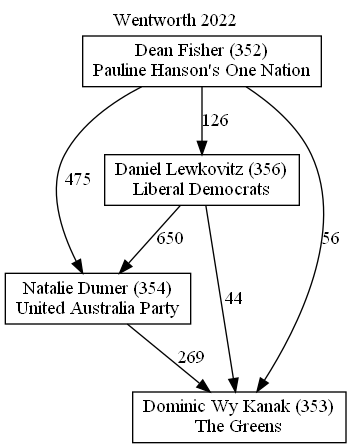 Wentworth 2022
Dean Fisher (352)
Pauline Hanson's One Nation
126
Daniel Lewkovitz (356)
Liberal Democrats
475
650
56
Natalie Dumer (354)
United Australia Party
44
269
Dominic Wy Kanak (353)
The Greens